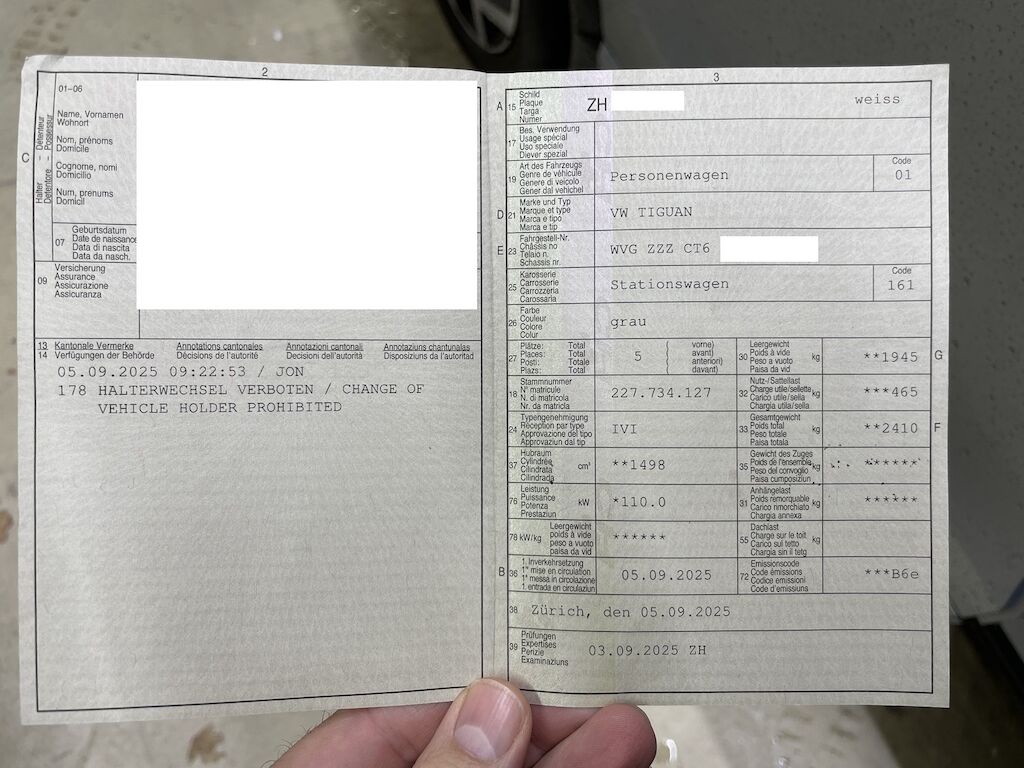 2
01-06
Halter Détenteur
Detentore Possessur
C
Name, Vornamen
Wohnort
Nom, prénoms
Domicile
Cognome, nomi
Domicilio
Num, prenums
Domicil
07
Geburtsdatum
Date de naissance
Data di nascita
Data da nasch.
09
Versicherung
Assurance
Assicurazione
Assicuranza
13 Kantonale Vermerke Annotations cantonales Annotazioni cantonali Annotaziuns chantunalas
14 Verfügungen der Behörde Décisions de l'autorité Decisioni dell'autorità Disposiziuns da l'autoritad
05.09.2025 09:22:53 / JON
178 HALTERWECHSEL VERBOTEN / CHANGE OF
VEHICLE HOLDER PROHIBITED
3
A 15
Schild
Plaque
Targa
Numer
ZH
weiss
17
Bes. Verwendung
Usage spécial
Uso speciale
Diever spezial
19
Art des Fahrzeugs
Genre de véhicule
Genere di veicolo
Gener dal vehichel
Personenwagen
Code
01
D 21
Marke und Typ
Marque et type
Marca e tipo
Marca e tip
VW TIGUAN
E 23
Fahrgestell-Nr.
Châssis no
Telaio n.
Schassis nr.
WVG ZZZ CT6
25
Karosserie
Carrosserie
Carrozzeria
Carossaria
Stationswagen
Code
161
26
Farbe
Couleur
Colore
Colur
grau
27
Plätze: Total
Places: Total
Posti: Totale
Plazs: Total
5
( vorne)
( avant)
( anteriori)
( davant)
30
Leergewicht
Poids à vide
Peso a vuoto
Paisa da vid
kg
**1945
G
18
Stammnummer
N° matricule
N. di matricola
Nr. da matricla
227.734.127
32
Nutz-/Sattellast
Charge utile/sellette
Carico utile/sella
Chargia utila/sella
kg
***465
24
Typengenehmigung
Réception par type
Approvazione del tipo
Approvaziun dal tip
IVI
33
Gesamtgewicht
Poids total
Peso totale
Paisa totala
kg
**2410
F
37
Hubraum
Cylindrée
Cilindrata
Cilindrada
cm³
**1498
35
Gewicht des Zuges
Poids de l'ensemble
Peso del convoglio
Paisa cumposiziun
kg
******
76
Leistung
Puissance
Potenza
Prestaziun
kW
*110.0
31
Anhängelast
Poids remorquable
Carico rimorchiato
Chargia annexa
kg
******
78 kW/kg
Leergewicht
poids à vide
peso a vuoto
paisa da vid
******
55
Dachlast
Charge sur le toit
Carico sul tetto
Chargia sin il tetg
kg
B 36
1. Inverkehrsetzung
1re mise en circulation
1a messa in circolazione
1. entrada en circulaziun
05.09.2025
72
Emissionscode
Code émissions
Codice emissioni
Code d'emissiuns
***B6e
38 Zürich, den 05.09.2025
39
Prüfungen
Expertises
Perizie
Examinaziuns
03.09.2025 ZH